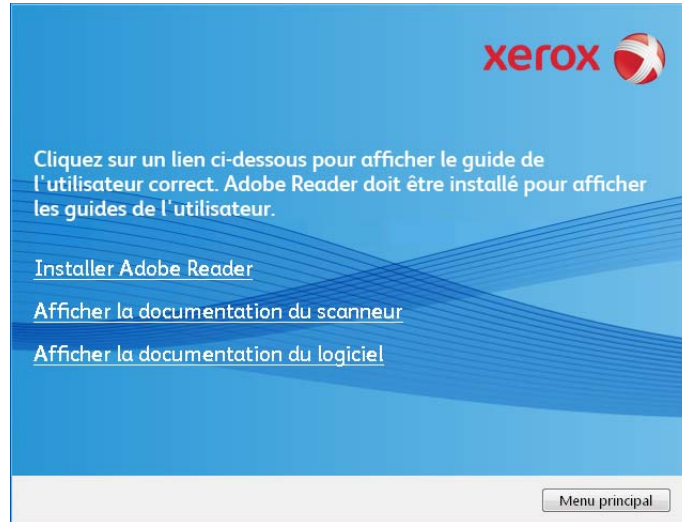 xerox
Cliquez sur un lien ci-dessous pour afficher le guide de
l'utilisateur correct. Adobe Reader doit être installé pour afficher
les guides de l'utilisateur.
Installer Adobe Reader
Afficher la documentation du scanneur
Afficher la documentation du logiciel
Menu principal